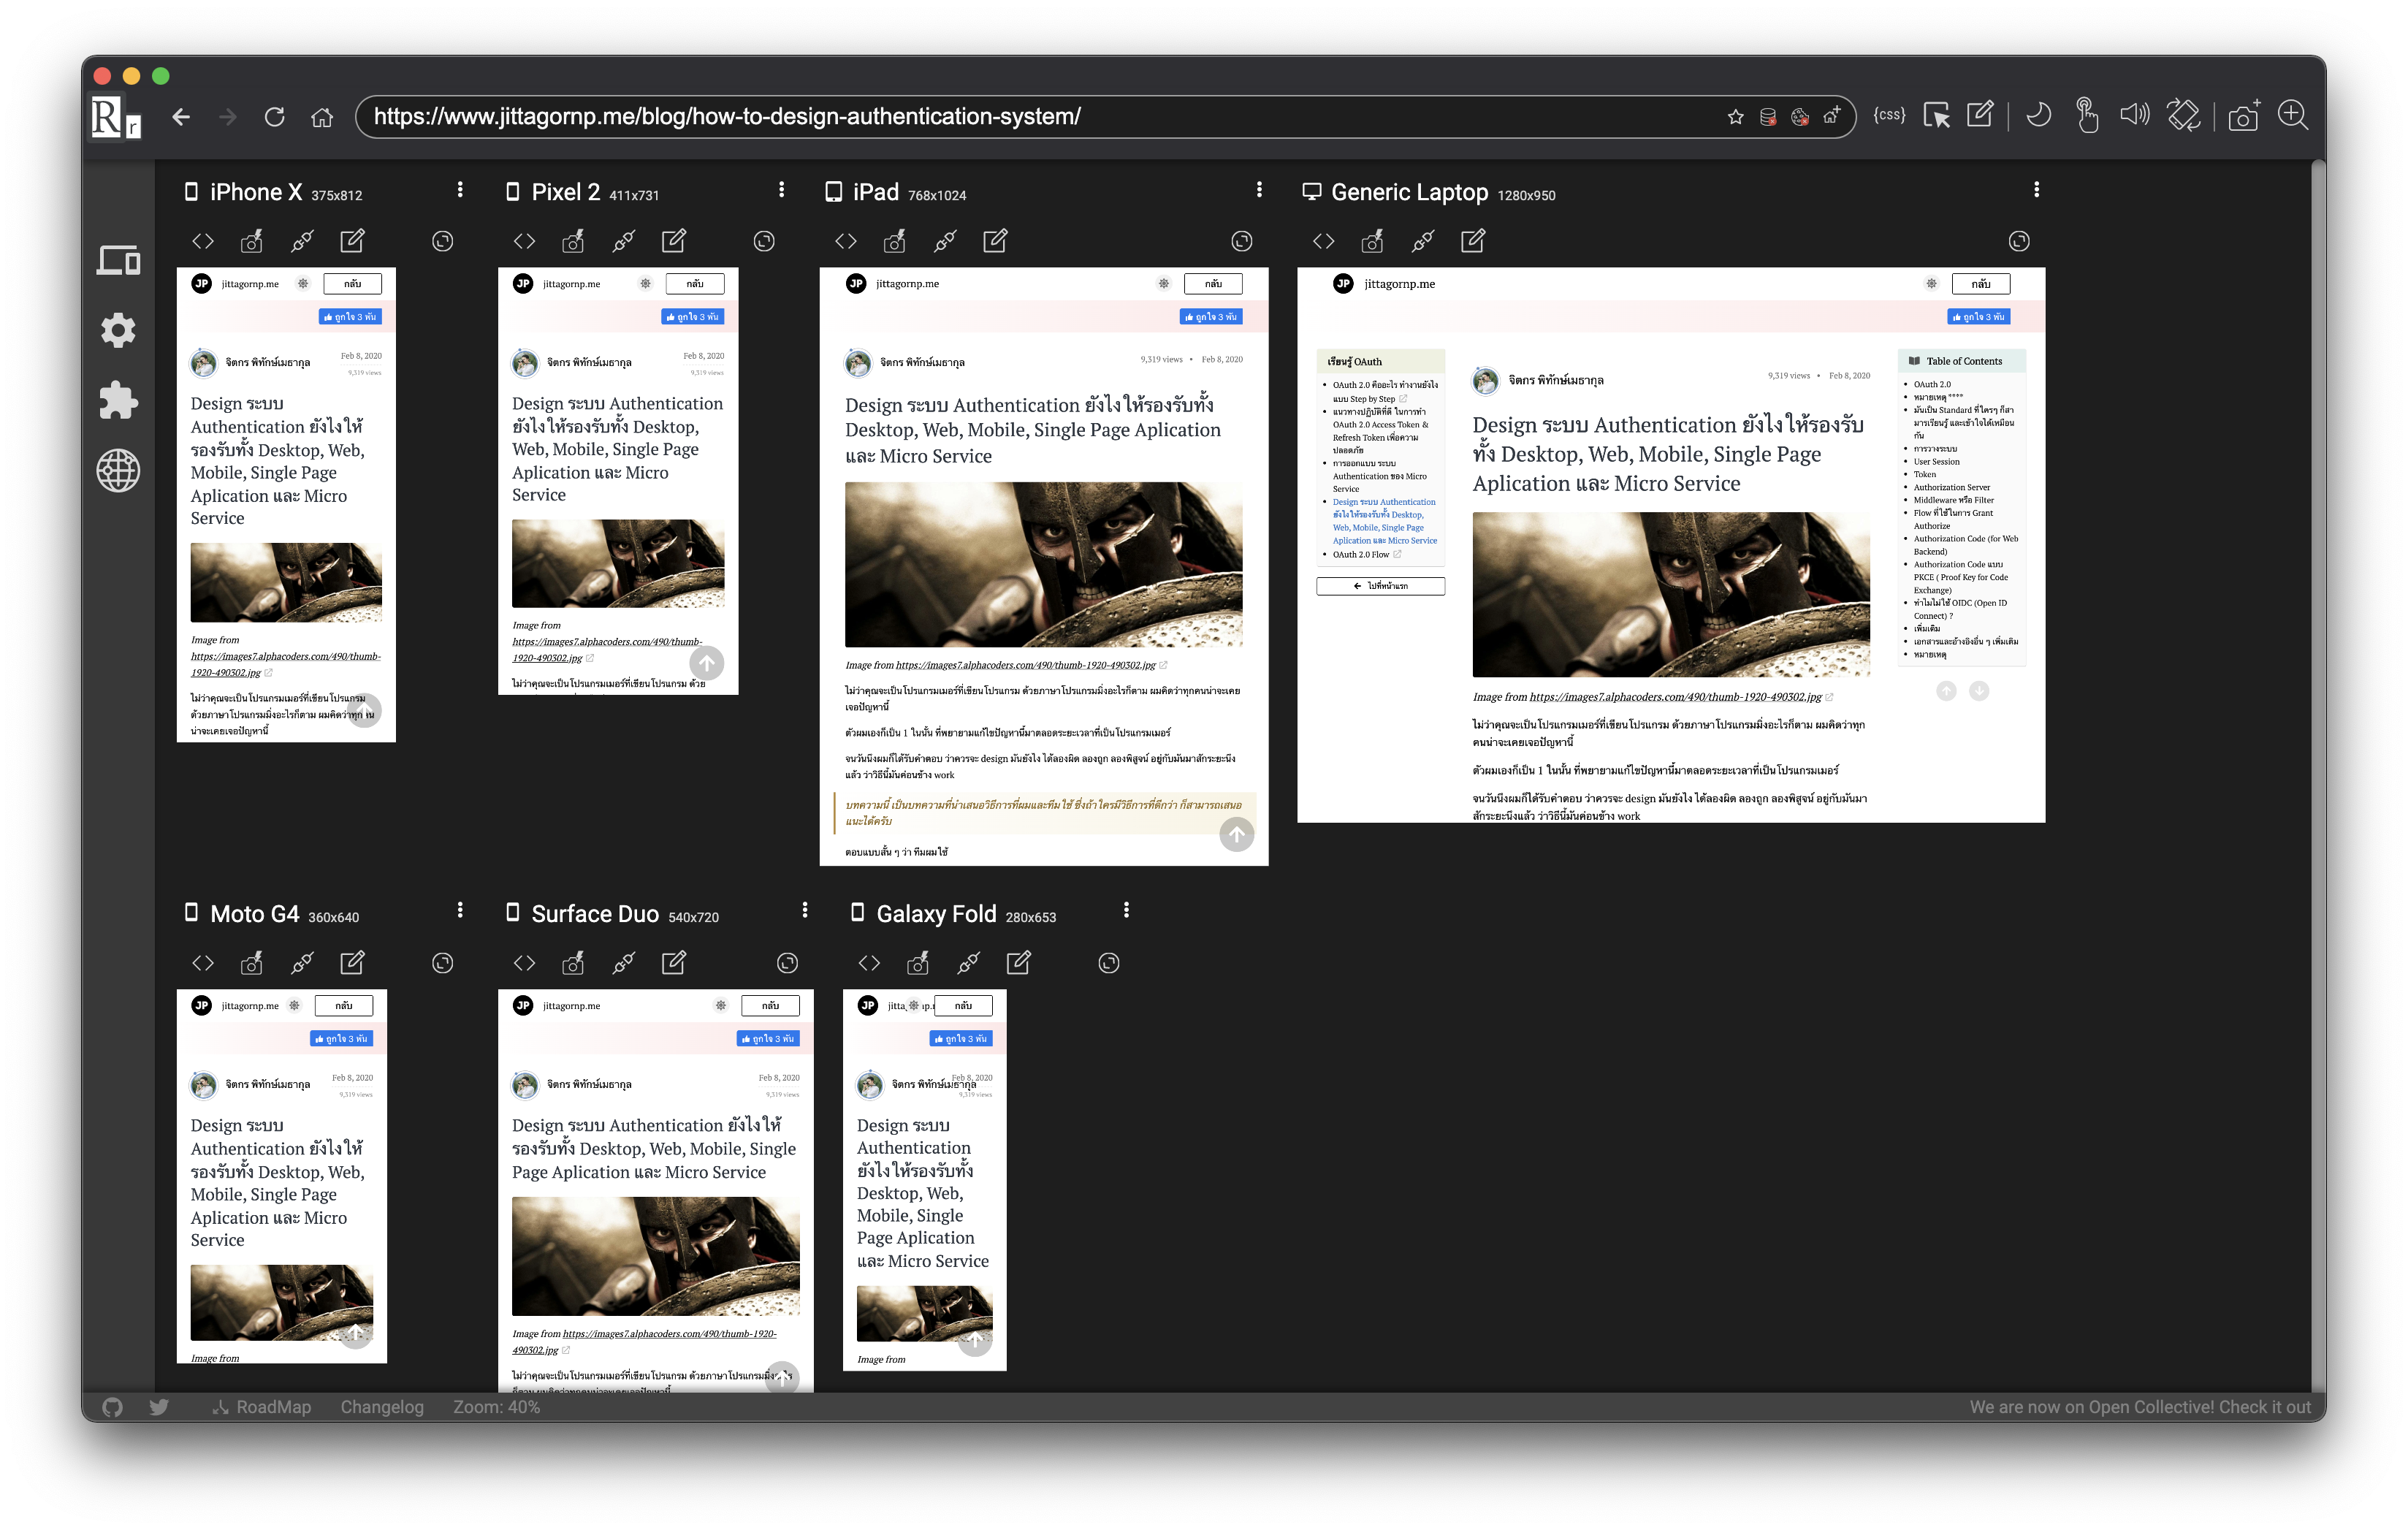 Rr
https://www.jittagornp.me/blog/how-to-design-authentication-system/
{css}
iPhone X 375x812
JP jittagornp.me กลับ
ถูกใจ 3 พัน
จิตกร พิทักษ์เมธากุล Feb 8, 2020
9,319 views
Design ระบบ
Authentication ยังไงให้
รองรับทั้ง Desktop, Web,
Mobile, Single Page
Aplication และ Micro
Service
Image from
https://images7.alphacoders.com/490/thumb-
1920-490302.jpg
ไม่ว่าคุณจะเป็นโปรแกรมเมอร์ที่เขียนโปรแกรม
ด้วยภาษาโปรแกรมมิ่งอะไรก็ตาม ผมคิดว่าทุกคน
น่าจะเคยเจอปัญหานี้
Pixel 2 411x731
JP jittagornp.me กลับ
ถูกใจ 3 พัน
จิตกร พิทักษ์เมธากุล Feb 8, 2020
9,319 views
Design ระบบ Authentication
ยังไงให้รองรับทั้ง Desktop,
Web, Mobile, Single Page
Aplication และ Micro
Service
Image from
https://images7.alphacoders.com/490/thumb-
1920-490302.jpg
ไม่ว่าคุณจะเป็นโปรแกรมเมอร์ที่เขียนโปรแกรม ด้วย
iPad 768x1024
JP jittagornp.me กลับ
ถูกใจ 3 พัน
จิตกร พิทักษ์เมธากุล 9,319 views • Feb 8, 2020
Design ระบบ Authentication ยังไงให้รองรับทั้ง
Desktop, Web, Mobile, Single Page Aplication
และ Micro Service
Image from https://images7.alphacoders.com/490/thumb-1920-490302.jpg
ไม่ว่าคุณจะเป็นโปรแกรมเมอร์ที่เขียนโปรแกรม ด้วยภาษาโปรแกรมมิ่งอะไรก็ตาม ผมคิดว่าทุกคนน่าจะเคย
เจอปัญหานี้
ตัวผมเองก็เป็น 1 ในนั้น ที่พยายามแก้ไขปัญหานี้มาตลอดระยะเวลาที่เป็นโปรแกรมเมอร์
จนวันนึงผมก็ได้รับคำตอบ ว่าควรจะ design มันยังไง ได้ลองผิด ลองถูก ลองพิสูจน์ อยู่กับมันมาสักระยะนึง
แล้ว ว่าวิธีนี้มันค่อนข้าง work
บทความนี้ เป็นบทความที่นำเสนอวิธีการที่ผมและทีมใช้ ซึ่งถ้าใครมีวิธีการที่ดีกว่า ก็สามารถเสนอ
แนะได้ครับ
ตอบแบบสั้น ๆ ว่า ทีมผมใช้
Generic Laptop 1280x950
JP jittagornp.me กลับ
ถูกใจ 3 พัน
เรียนรู้ OAuth
OAuth 2.0 คืออะไร ทำงานยังไง
แบบ Step by Step
แนวทางปฏิบัติที่ดี ในการทำ
OAuth 2.0 Access Token &
Refresh Token เพื่อความ
ปลอดภัย
การออกแบบ ระบบ
Authentication ของ Micro
Service
Design ระบบ Authentication
ยังไงให้รองรับทั้ง Desktop,
Web, Mobile, Single Page
Aplication และ Micro Service
OAuth 2.0 Flow
ไปที่หน้าแรก
จิตกร พิทักษ์เมธากุล 9,319 views • Feb 8, 2020
Design ระบบ Authentication ยังไงให้รองรับ
ทั้ง Desktop, Web, Mobile, Single Page
Aplication และ Micro Service
Image from https://images7.alphacoders.com/490/thumb-1920-490302.jpg
ไม่ว่าคุณจะเป็นโปรแกรมเมอร์ที่เขียนโปรแกรม ด้วยภาษาโปรแกรมมิ่งอะไรก็ตาม ผมคิดว่าทุก
คนน่าจะเคยเจอปัญหานี้
ตัวผมเองก็เป็น 1 ในนั้น ที่พยายามแก้ไขปัญหานี้มาตลอดระยะเวลาที่เป็นโปรแกรมเมอร์
จนวันนึงผมก็ได้รับคำตอบ ว่าควรจะ design มันยังไง ได้ลองผิด ลองถูก ลองพิสูจน์ อยู่กับมันมา
สักระยะนึงแล้ว ว่าวิธีนี้มันค่อนข้าง work
Table of Contents
OAuth 2.0
หมายเหตุ ****
มันเป็น Standard ที่ใครๆ ก็สา
มารถเรียนรู้ และเข้าใจได้เหมือน
กัน
การวางระบบ
User Session
Token
Authorization Server
Middleware หรือ Filter
Flow ที่ใช้ในการ Grant
Authorize
Authorization Code (for Web
Backend)
Authorization Code แบบ
PKCE ( Proof Key for Code
Exchange)
ทำไมไม่ใช้ OIDC (Open ID
Connect) ?
เพิ่มเติม
เอกสารและอ้างอิงอื่น ๆ เพิ่มเติม
หมายเหตุ
Moto G4 360x640
JP jittagornp.me กลับ
ถูกใจ 3 พัน
จิตกร พิทักษ์เมธากุล Feb 8, 2020
9,319 views
Design ระบบ
Authentication ยังไงให้
รองรับทั้ง Desktop, Web,
Mobile, Single Page
Aplication และ Micro
Service
Image from
Surface Duo 540x720
JP jittagornp.me กลับ
ถูกใจ 3 พัน
จิตกร พิทักษ์เมธากุล Feb 8, 2020
9,319 views
Design ระบบ Authentication ยังไงให้
รองรับทั้ง Desktop, Web, Mobile, Single
Page Aplication และ Micro Service
Image from https://images7.alphacoders.com/490/thumb-1920-
490302.jpg
ไม่ว่าคุณจะเป็นโปรแกรมเมอร์ที่เขียนโปรแกรม ด้วยภาษาโปรแกรมมิ่งอะไร
ก็ตาม ผมคิดว่าทุกคนน่าจะเคยเจอปัญหานี้
Galaxy Fold 280x653
JP กลับ
ถูกใจ 3 พัน
จิตกร พิทักษ์เมธากุล Feb 8, 2020
9,319 views
Design ระบบ
Authentication
ยังไงให้รองรับทั้ง
Desktop, Web,
Mobile, Single
Page Aplication
และ Micro Service
Image from
RoadMap Changelog Zoom: 40% We are now on Open Collective! Check it out